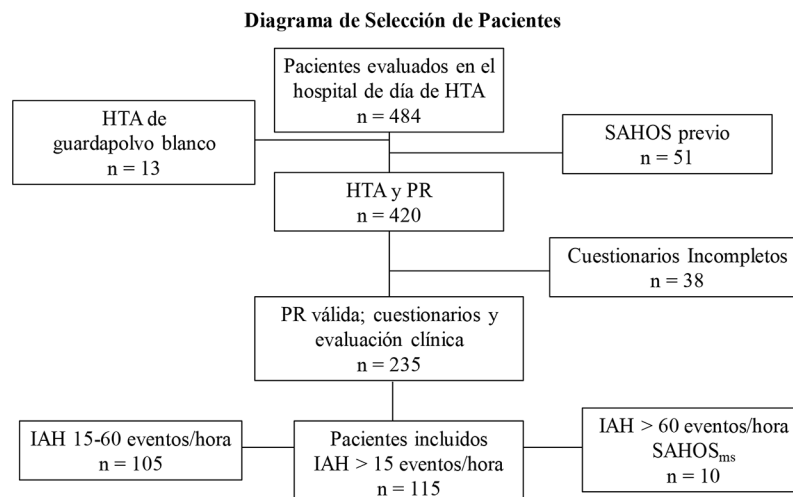 Diagrama de Selección de Pacientes
Pacientes evaluados en el
hospital de día de HTA
n = 484
HTA de
guardapolvo blanco
n = 13
SAHOS previo
n = 51
HTA y PR
n = 420
Cuestionarios Incompletos
n = 38
PR válida; cuestionarios y
evaluación clínica
n = 235
IAH 15-60 eventos/hora
n = 105
Pacientes incluidos
IAH > 15 eventos/hora
n = 115
IAH > 60 eventos/hora
SAHOSms
n = 10